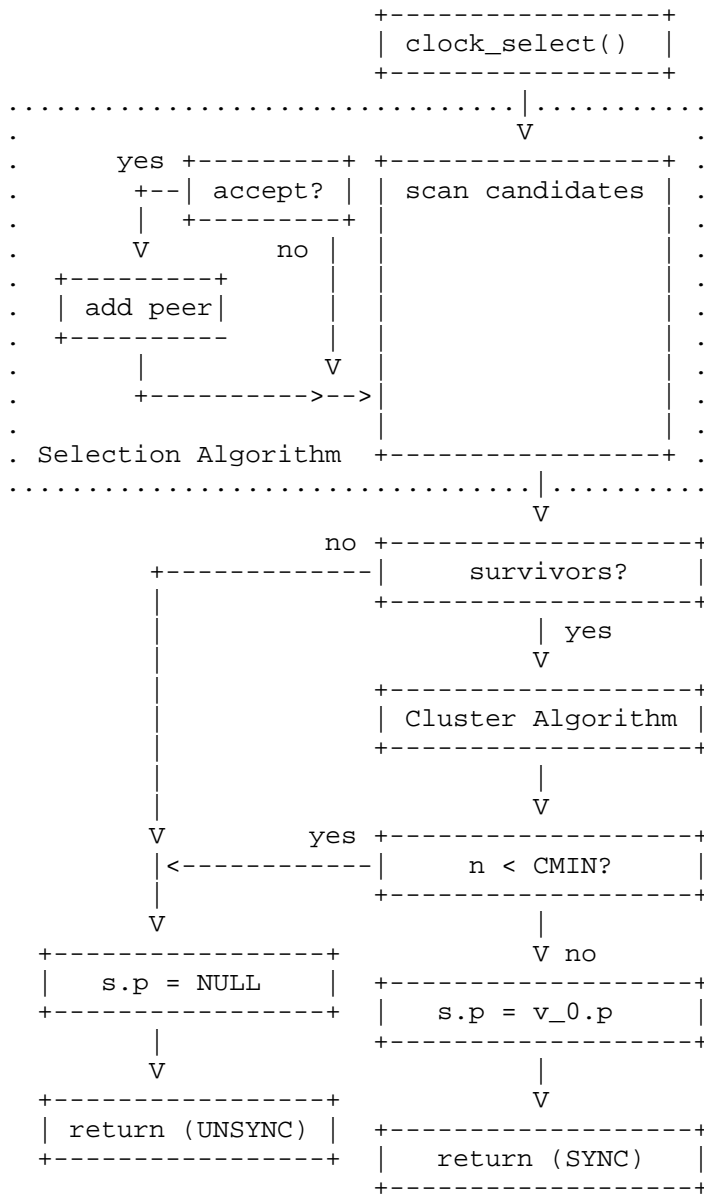 clock_select()
yes
accept?
scan candidates
no
add peer
Selection Algorithm
no
survivors?
yes
Cluster Algorithm
yes
n < CMIN?
no
s.p = NULL
s.p = v_0.p
return (UNSYNC)
return (SYNC)